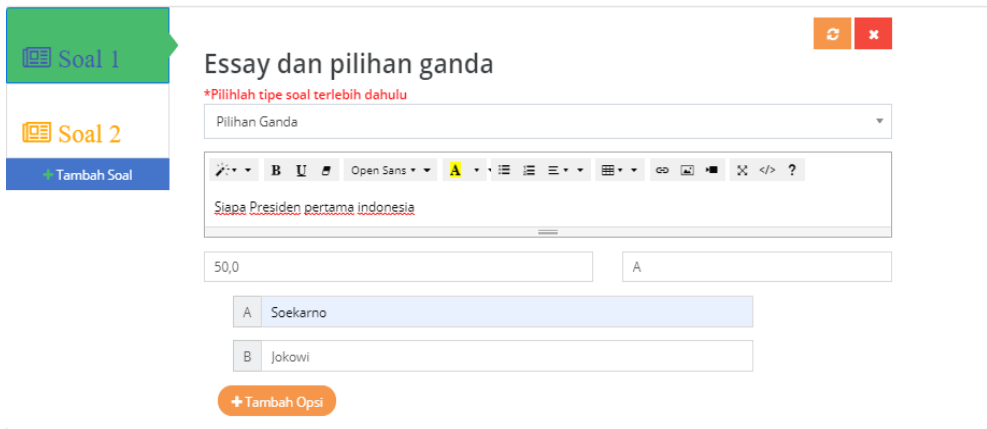 Soal 1
Soal 2
+ Tambah Soal
Essay dan pilihan ganda
*Pilihlah tipe soal terlebih dahulu
Pilihan Ganda
B U Open Sans A </> ?
Siapa Presiden pertama indonesia
50,0 A
A Soekarno
B Jokowi
+ Tambah Opsi